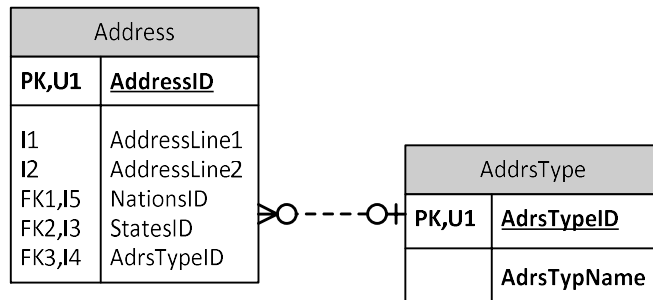 Address
PK,U1 AddressID
I1 AddressLine1
I2 AddressLine2
FK1,I5 NationsID
FK2,I3 StatesID
FK3,I4 AdrsTypeID
AddrsType
PK,U1 AdrsTypeID
AdrsTypName